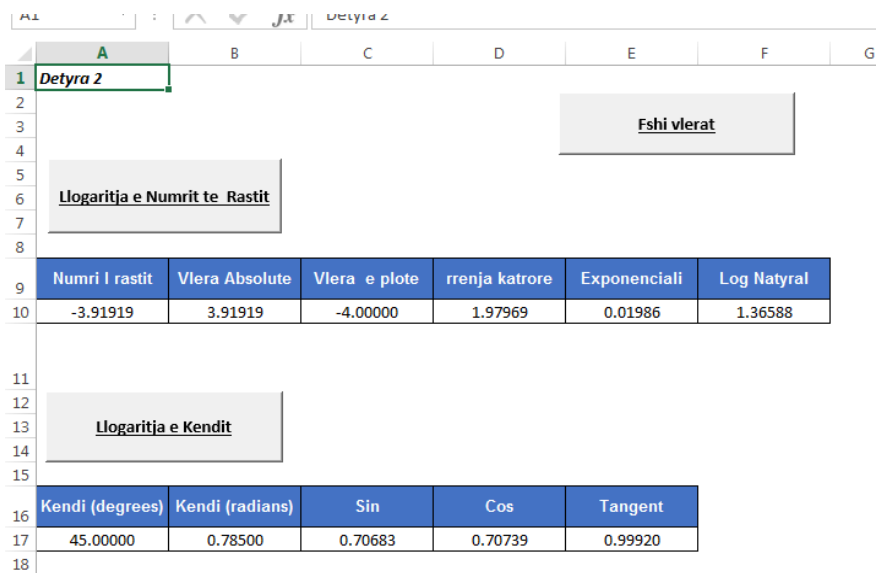 A1 : fx Detyra 2
A B C D E F G
1 Detyra 2
2
3 Fshi vlerat
4
5
6 Llogaritja e Numrit te Rastit
7
8
9 Numri I rastit Vlera Absolute Vlera e plote rrenja katrore Exponenciali Log Natyral
10 -3.91919 3.91919 -4.00000 1.97969 0.01986 1.36588
11
12
13 Llogaritja e Kendit
14
15
16 Kendi (degrees) Kendi (radians) Sin Cos Tangent
17 45.00000 0.78500 0.70683 0.70739 0.99920
18